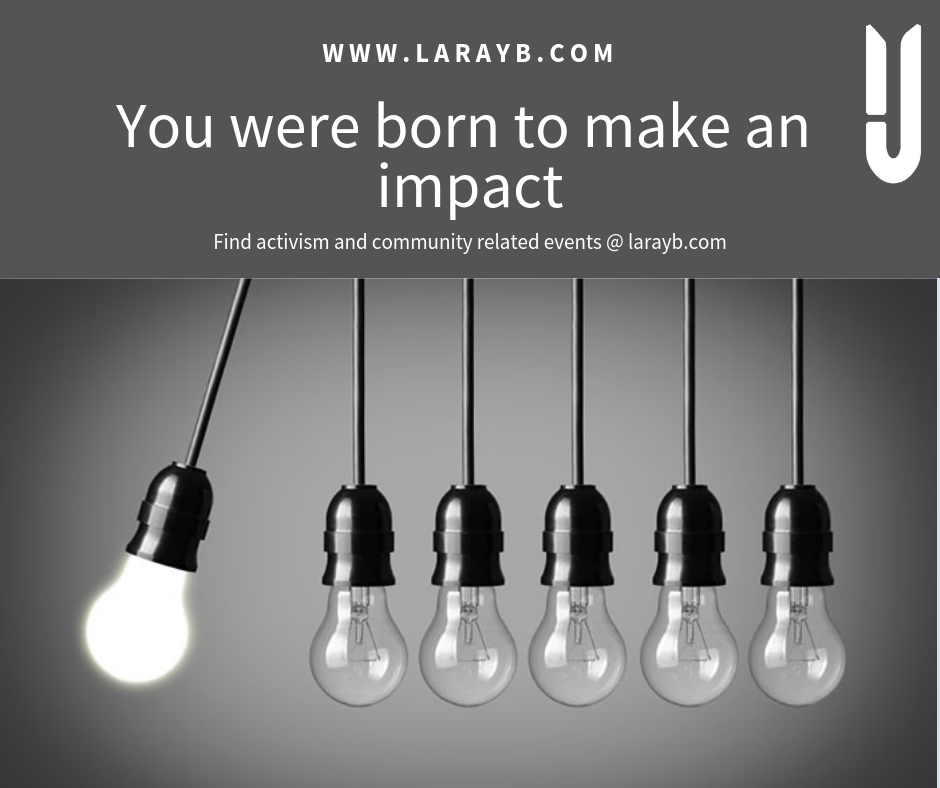 WWW.LARAYB.COM
You were born to make an
impact
Find activism and community related events @ larayb.com